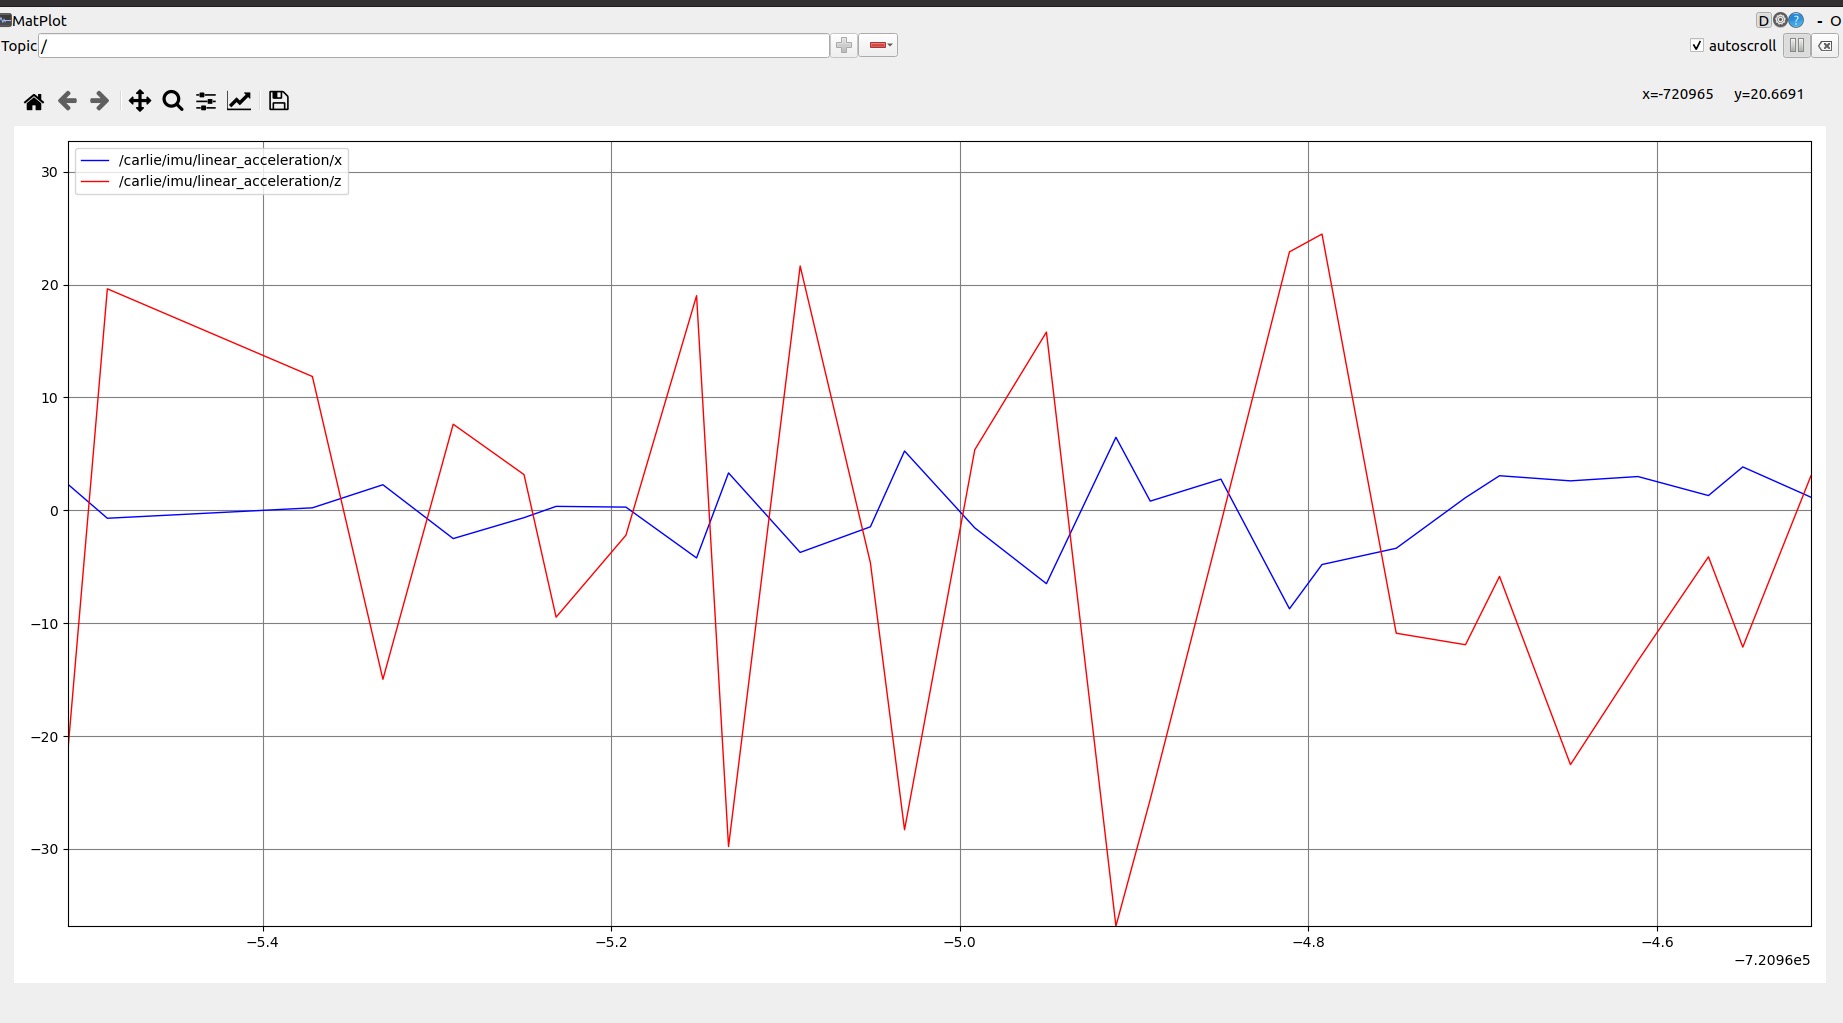 MatPlot
D ? - O
Topic /
autoscroll
x=-720965 y=20.6691
/carlie/imu/linear_acceleration/x
/carlie/imu/linear_acceleration/z
30
20
10
0
−10
−20
−30
−5.4 −5.2 −5.0 −4.8 −4.6
−7.2096e5